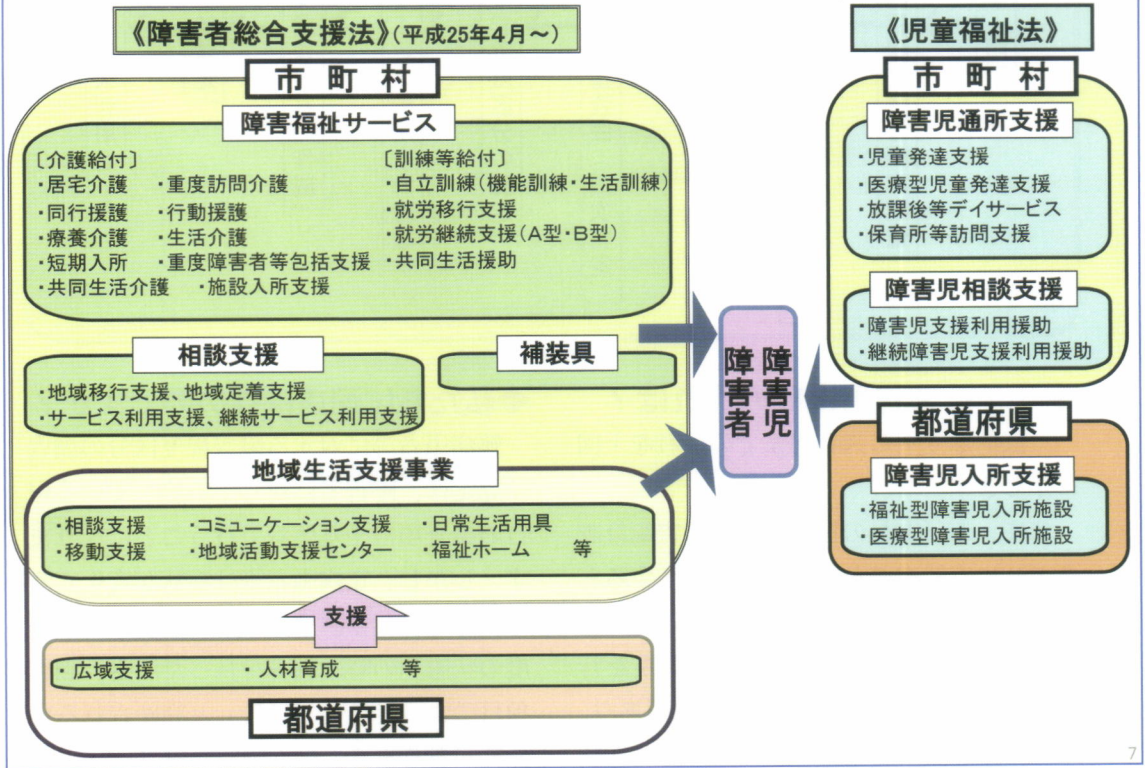 《障害者総合支援法》(平成25年4月～)
市町村
障害福祉サービス
〔介護給付〕
・居宅介護 ・重度訪問介護
・同行援護 ・行動援護
・療養介護 ・生活介護
・短期入所 ・重度障害者等包括支援
・共同生活介護 ・施設入所支援
〔訓練等給付〕
・自立訓練(機能訓練・生活訓練)
・就労移行支援
・就労継続支援(A型・B型)
・共同生活援助
相談支援
・地域移行支援、地域定着支援
・サービス利用支援、継続サービス利用支援
補装具
地域生活支援事業
・相談支援 ・コミュニケーション支援 ・日常生活用具
・移動支援 ・地域活動支援センター ・福祉ホーム 等
支援
・広域支援 ・人材育成 等
都道府県
障害児
障害者
《児童福祉法》
市町村
障害児通所支援
・児童発達支援
・医療型児童発達支援
・放課後等デイサービス
・保育所等訪問支援
障害児相談支援
・障害児支援利用援助
・継続障害児支援利用援助
都道府県
障害児入所支援
・福祉型障害児入所施設
・医療型障害児入所施設
7